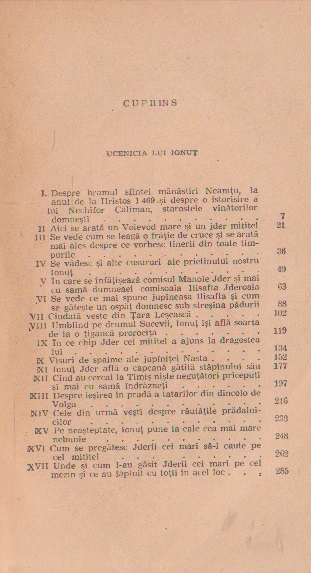 CUPRINS
UCENICIA LUI IONUȚ
I. Despre hramul sfintei mănăstiri Neamțu, la
anul de la Hristos 1469 și despre o istorisire a
lui Nechifor Căliman, starostele vînătorilor
domnești . . . . . . . . . . 7
II Aici se arată un Voievod mare și un Jder mititel 21
III Se vede cum se leagă o frație de cruce și se arată
mai ales despre ce vorbesc tinerii din toate tim-
purile . . . . . . . . . . 36
IV Se vădesc și alte cusururi ale prietinului nostru
Ionuț . . . . . . . . . . 49
V În care se înfățișează comisul Manole Jder și mai
cu samă dumneaei comisoaia Ilisafta Jderoaia 63
VI Se vede ce mai spune jupîneasa Ilisafta și cum
se gătește un ospăț domnesc sub streșina pădurii 88
VII Ciudată veste din Țara Leșească . . . . 102
VIII Umblînd pe drumul Sucevii, Ionuț își află soarta
de la o țigancă prorocită . . . . . . 119
IX În ce chip Jder cel mititel a ajuns la dragostea
lui . . . . . . . . . . 134
X Visuri de spaime ale jupîniței Nasta . . . . 152
XI Ionuț Jder află o capcană gătită stăpînului său 177
XII Cînd au cercat la Timiș niște neguțători priceputi
și mai cu samă îndrăzneți . . . . . . 197
XIII Despre ieșirea în pradă a tatarilor din dincolo de
Volga . . . . . . . . . . 216
XIV Cele din urmă vești despre răutățile prădalni-
cilor . . . . . . . . . . 233
XV Pe neașteptate, Ionuț pune la cale cea mai mare
nebunie . . . . . . . . . . 248
XVI Cum se pregătesc Jderii cei mari să-l caute pe
cel mititel . . . . . . . . . . 262
XVII Unde și cum l-au găsit Jderii cei mari pe cel
mezin și ce au făptuit cu toții în acel loc . . . 285